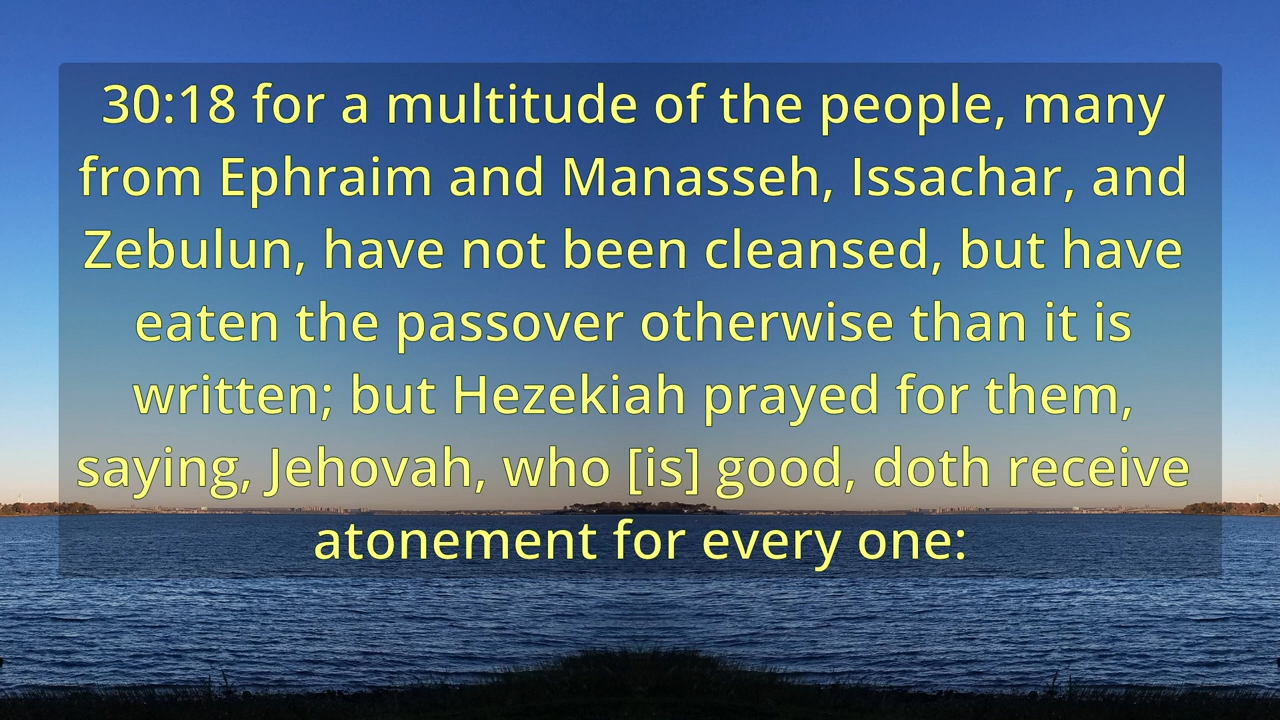 30:18 for a multitude of the people, many
from Ephraim and Manasseh, Issachar, and
Zebulun, have not been cleansed, but have
eaten the passover otherwise than it is
written; but Hezekiah prayed for them,
saying, Jehovah, who [is] good, doth receive
atonement for every one: